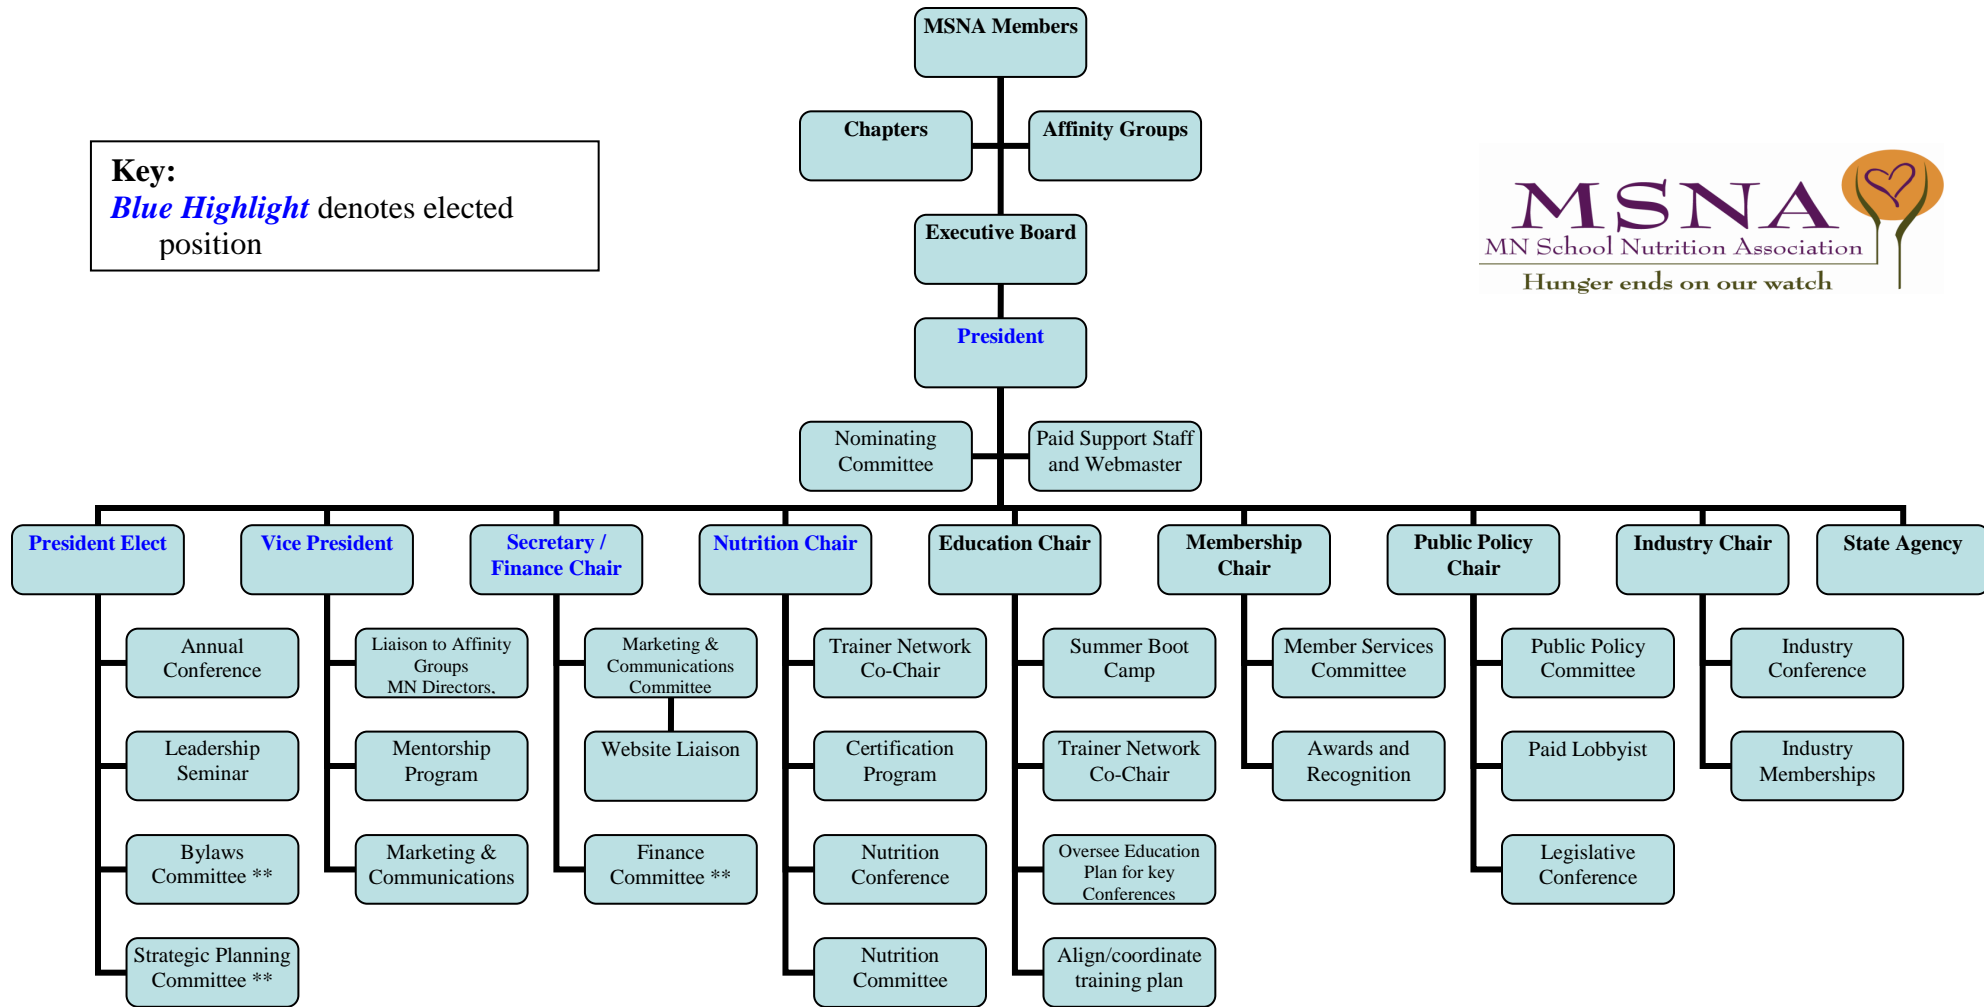 MSNA Members
Chapters
Affinity Groups
Key:
Blue Highlight denotes elected
position
MSNA
MN School Nutrition Association
Hunger ends on our watch
Executive Board
President
Nominating
Committee
Paid Support Staff
and Webmaster
President Elect
Vice President
Secretary /
Finance Chair
Nutrition Chair
Education Chair
Membership
Chair
Public Policy
Chair
Industry Chair
State Agency
Annual
Conference
Liaison to Affinity
Groups
MN Directors,
Marketing &
Communications
Committee
Trainer Network
Co-Chair
Summer Boot
Camp
Member Services
Committee
Public Policy
Committee
Industry
Conference
Leadership
Seminar
Mentorship
Program
Website Liaison
Certification
Program
Trainer Network
Co-Chair
Awards and
Recognition
Paid Lobbyist
Industry
Memberships
Bylaws
Committee **
Marketing &
Communications
Finance
Committee **
Nutrition
Conference
Oversee Education
Plan for key
Conferences
Legislative
Conference
Strategic Planning
Committee **
Nutrition
Committee
Align/coordinate
training plan